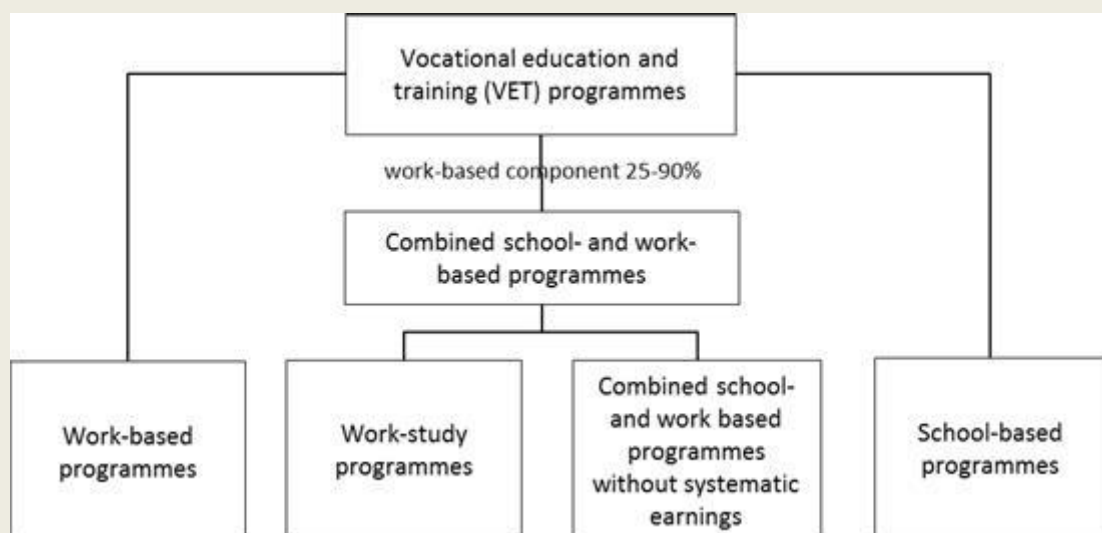 Vocational education and
training (VET) programmes
work-based component 25-90%
Combined school- and work-
based programmes
Work-based
programmes
Work-study
programmes
Combined school-
and work based
programmes
without systematic
earnings
School-based
programmes